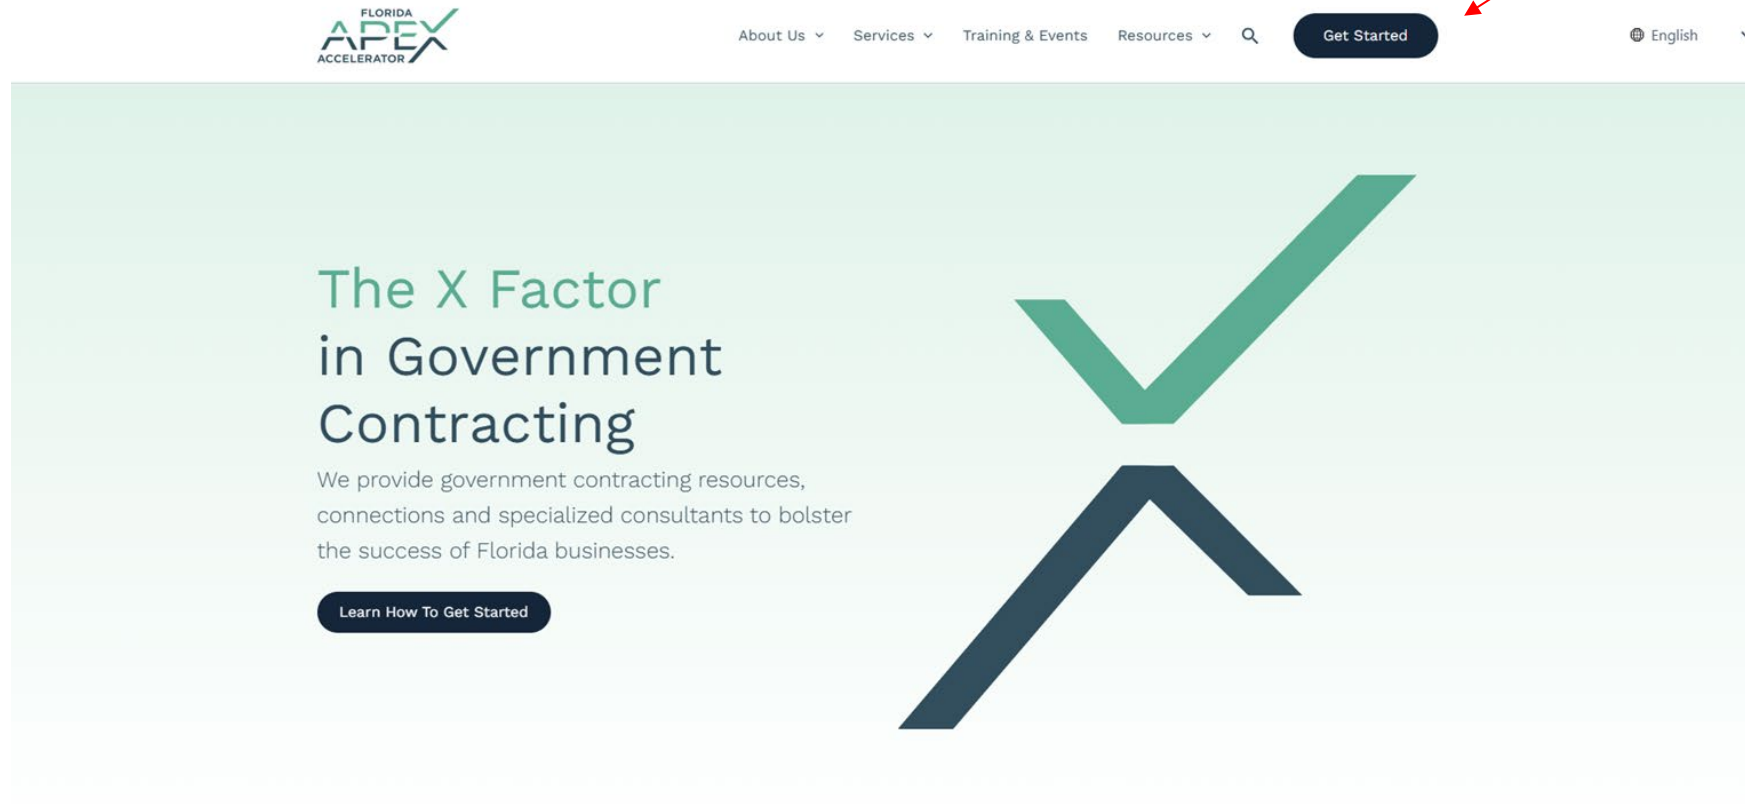 FLORIDA
APEX
ACCELERATOR
About Us
Services
Training & Events
Resources
Get Started
English
The X Factor
in Government
Contracting
We provide government contracting resources,
connections and specialized consultants to bolster
the success of Florida businesses.
Learn How To Get Started